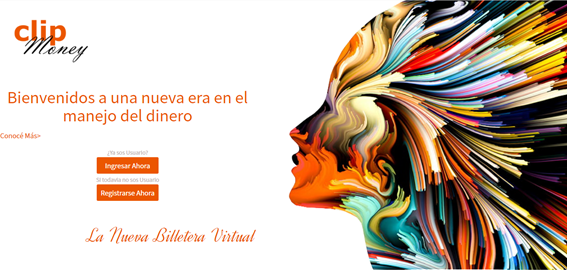 clip
Money
Bienvenidos a una nueva era en el
manejo del dinero
Conocé Más>
¿Ya sos Usuario?
Ingresar Ahora
Si todavía no sos Usuario
Registrarse Ahora
La Nueva Billetera Virtual